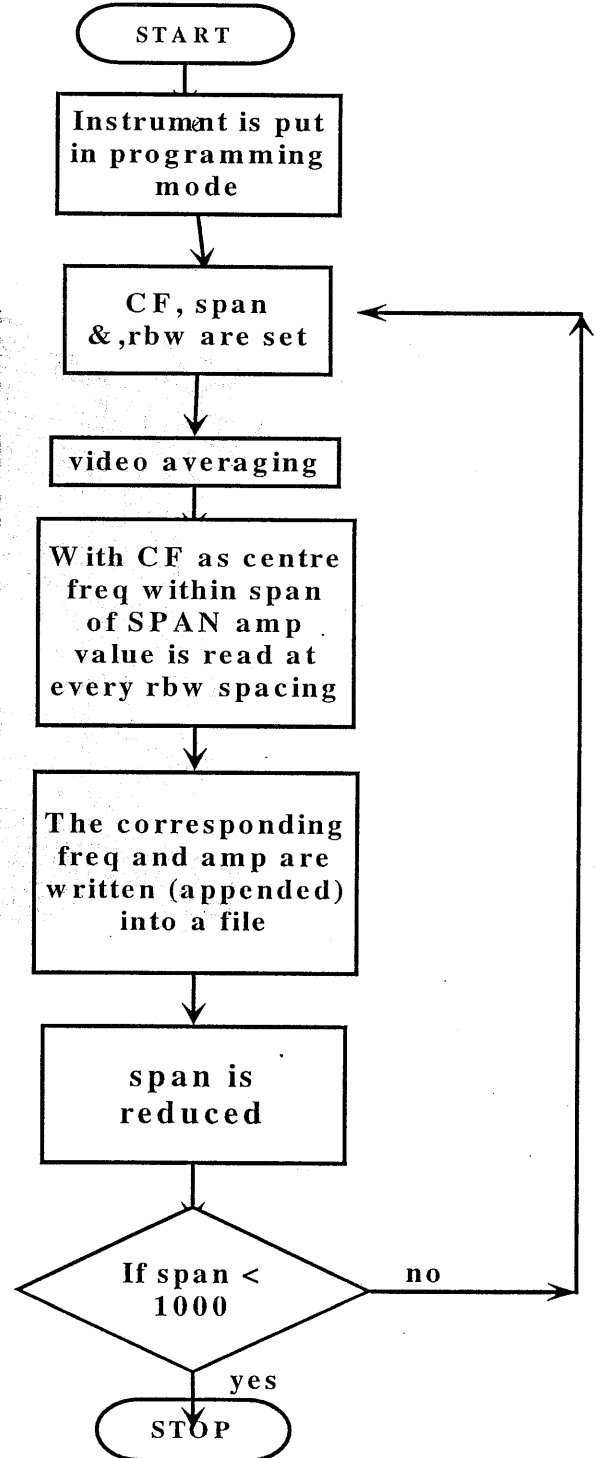 START
Instrument is put
in programming
mode
CF, span
& ,rbw are set
video averaging
With CF as centre
freq within span
of SPAN amp
value is read at
every rbw spacing
The corresponding
freq and amp are
written (appended)
into a file
span is
reduced
If span <
1000
no
yes
STOP